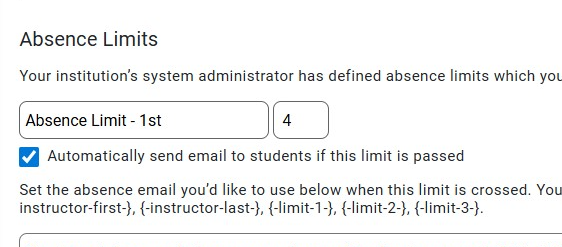 Absence Limits
Your institution’s system administrator has defined absence limits which you
Absence Limit - 1st 4
Automatically send email to students if this limit is passed
Set the absence email you’d like to use below when this limit is crossed. You
instructor-first-}, {-instructor-last-}, {-limit-1-}, {-limit-2-}, {-limit-3-}.